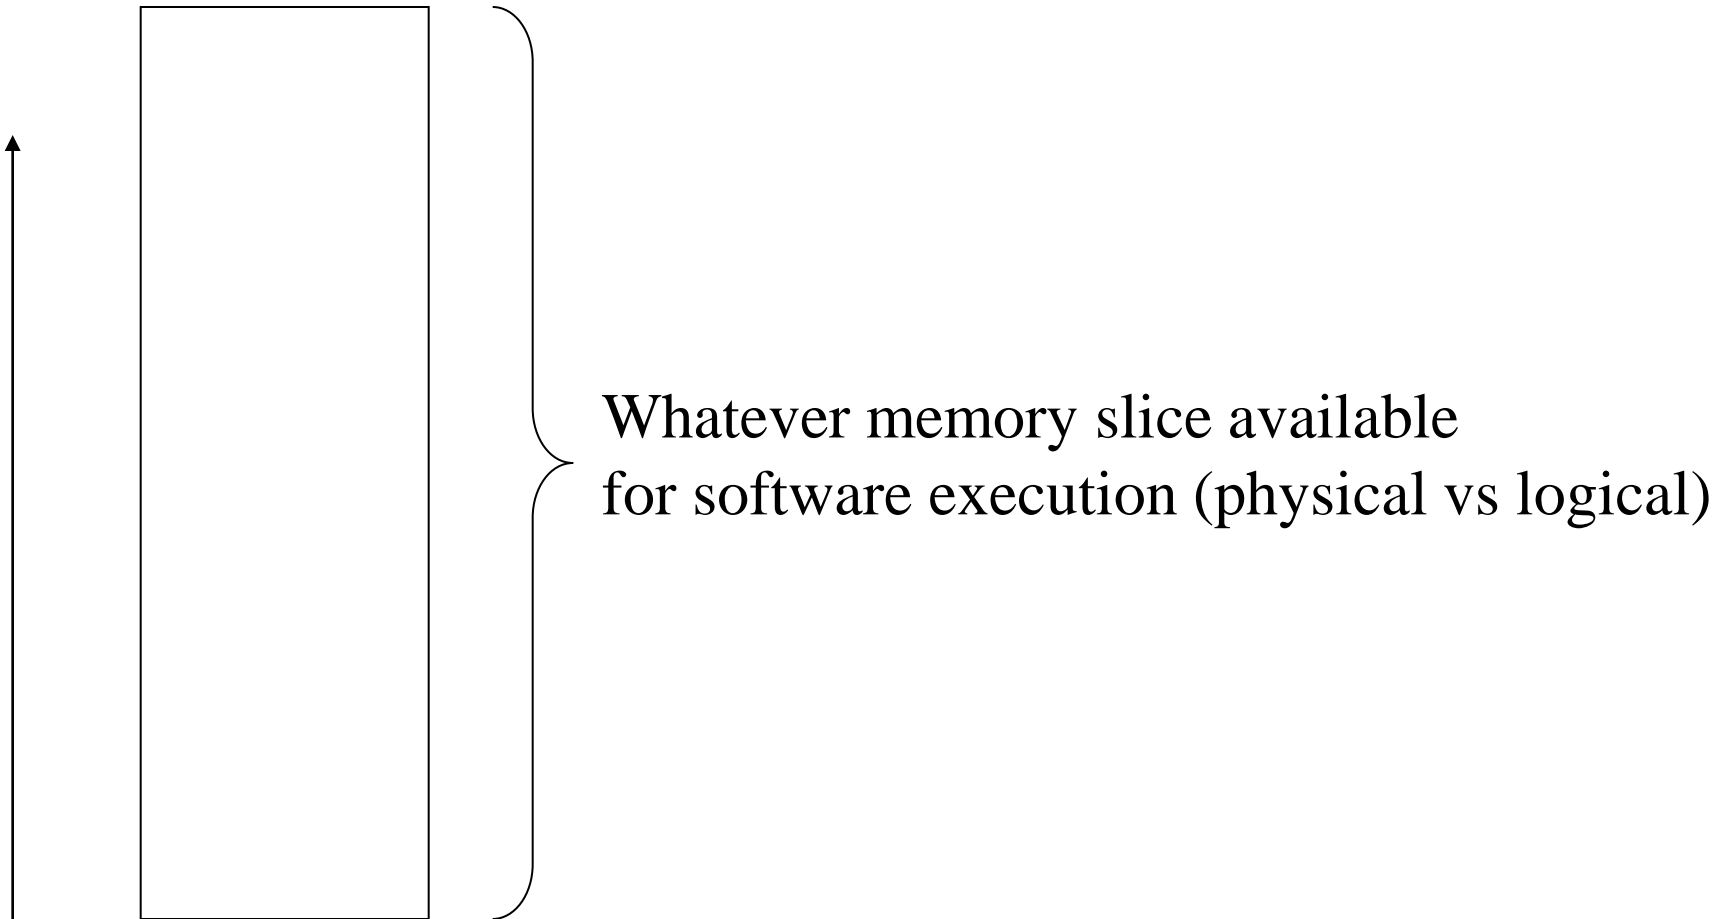 Whatever memory slice available
for software execution (physical vs logical)